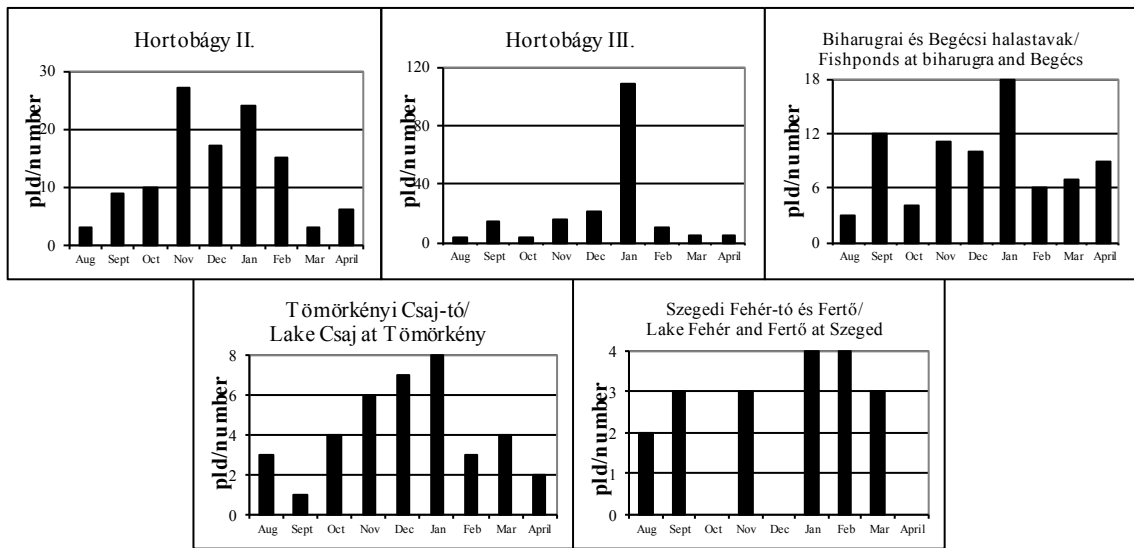 Hortobágy II.
pld/number
30
20
10
0
Aug Sept Oct Nov Dec Jan Feb Mar April
Hortobágy III.
pld/number
120
80
40
0
Aug Sept Oct Nov Dec Jan Feb Mar April
Biharugrai és Begécsi halastavak/
Fishponds at biharugra and Begécs
pld/number
18
12
6
0
Aug Sept Oct Nov Dec Jan Feb Mar April
Tömörkényi Csaj-tó/
Lake Csaj at Tömörkény
pld/number
8
6
4
2
0
Aug Sept Oct Nov Dec Jan Feb Mar April
Szegedi Fehér-tó és Fertő/
Lake Fehér and Fertő at Szeged
pld/number
4
3
2
1
0
Aug Sept Oct Nov Dec Jan Feb Mar April